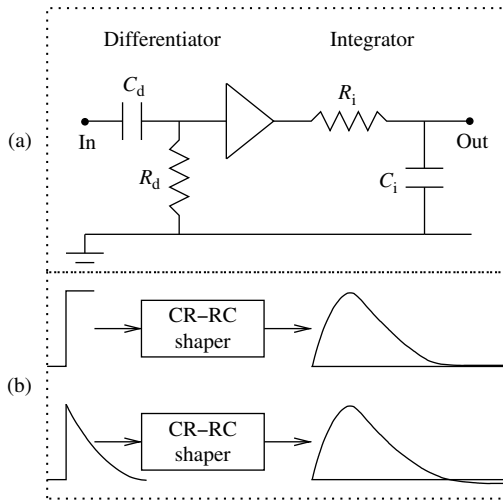 Differentiator Integrator
C_d
R_i
In
Out
(a)
R_d
C_i
CR–RC
shaper
(b)
CR–RC
shaper